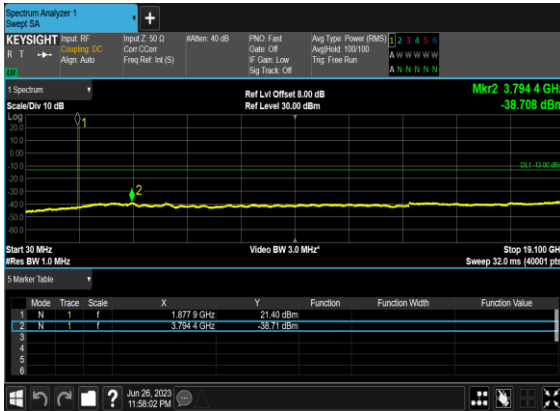 Spectrum Analyzer 1
Swept SA
+
KEYSIGHT
R T
Input: RF
Coupling: DC
Align: Auto
Input Z: 50 Ω
Corr CCorr
Freq Ref: Int (S)
#Atten: 40 dB
PNO: Fast
Gate: Off
IF Gain: Low
Sig Track: Off
Avg Type: Power (RMS)
Avg|Hold: 100/100
Trig: Free Run
1 2 3 4 5 6
A W W W W W
A N N N N N
1 Spectrum
Scale/Div 10 dB
Ref Lvl Offset 8.00 dB
Ref Level 30.00 dBm
Mkr2 3.794 4 GHz
-38.708 dBm
Log
20.0
10.0
0.00
-10.0
-20.0
-30.0
-40.0
-50.0
-60.0
1
2
DL1 -13.00 dBm
Start 30 MHz
#Res BW 1.0 MHz
Video BW 3.0 MHz*
Stop 19.100 GHz
Sweep 32.0 ms (40001 pts)
5 Marker Table
Mode Trace Scale X Y Function Function Width Function Value
1 N 1 f 1.877 9 GHz 21.40 dBm
2 N 1 f 3.794 4 GHz -38.71 dBm
3
4
5
6
?
Jun 26, 2023
11:58:02 PM